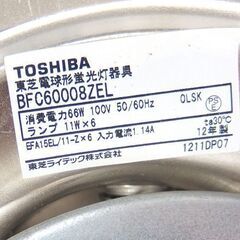 TOSHIBA
東芝電球形蛍光灯器具
BFC60008ZEL
消費電力66W 100V 50/60Hz
ランプ 11W×6
OLSK
PSE
ta30℃
EFA15EL/11-Z×6 入力電流1.14A
12年製
東芝ライテック株式会社 1211DP07